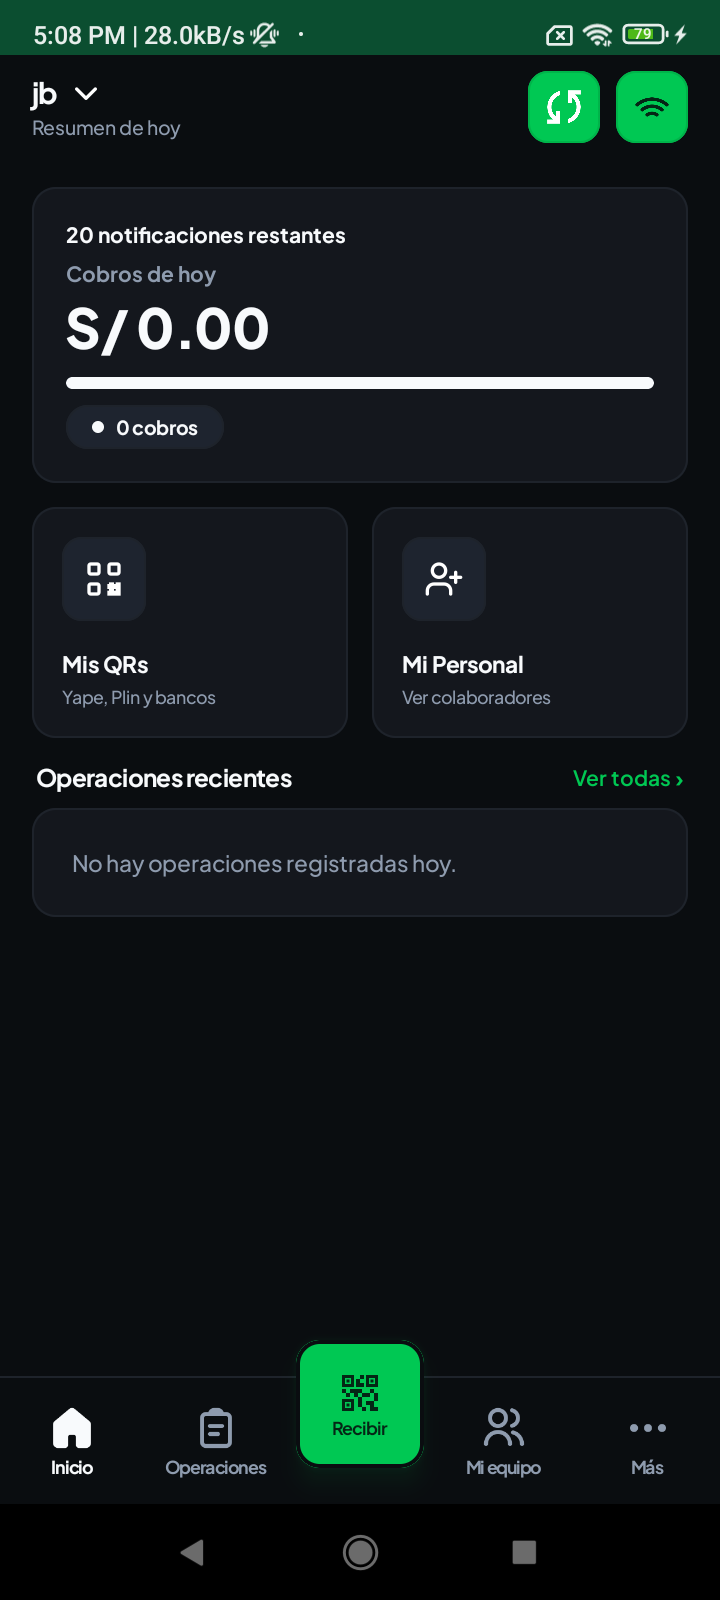 5:08 PM | 28.0kB/s
79
jb
Resumen de hoy
20 notificaciones restantes
Cobros de hoy
S/ 0.00
0 cobros
Mis QRs
Yape, Plin y bancos
Mi Personal
Ver colaboradores
Operaciones recientes
Ver todas ›
No hay operaciones registradas hoy.
Recibir
Inicio
Operaciones
Mi equipo
Más